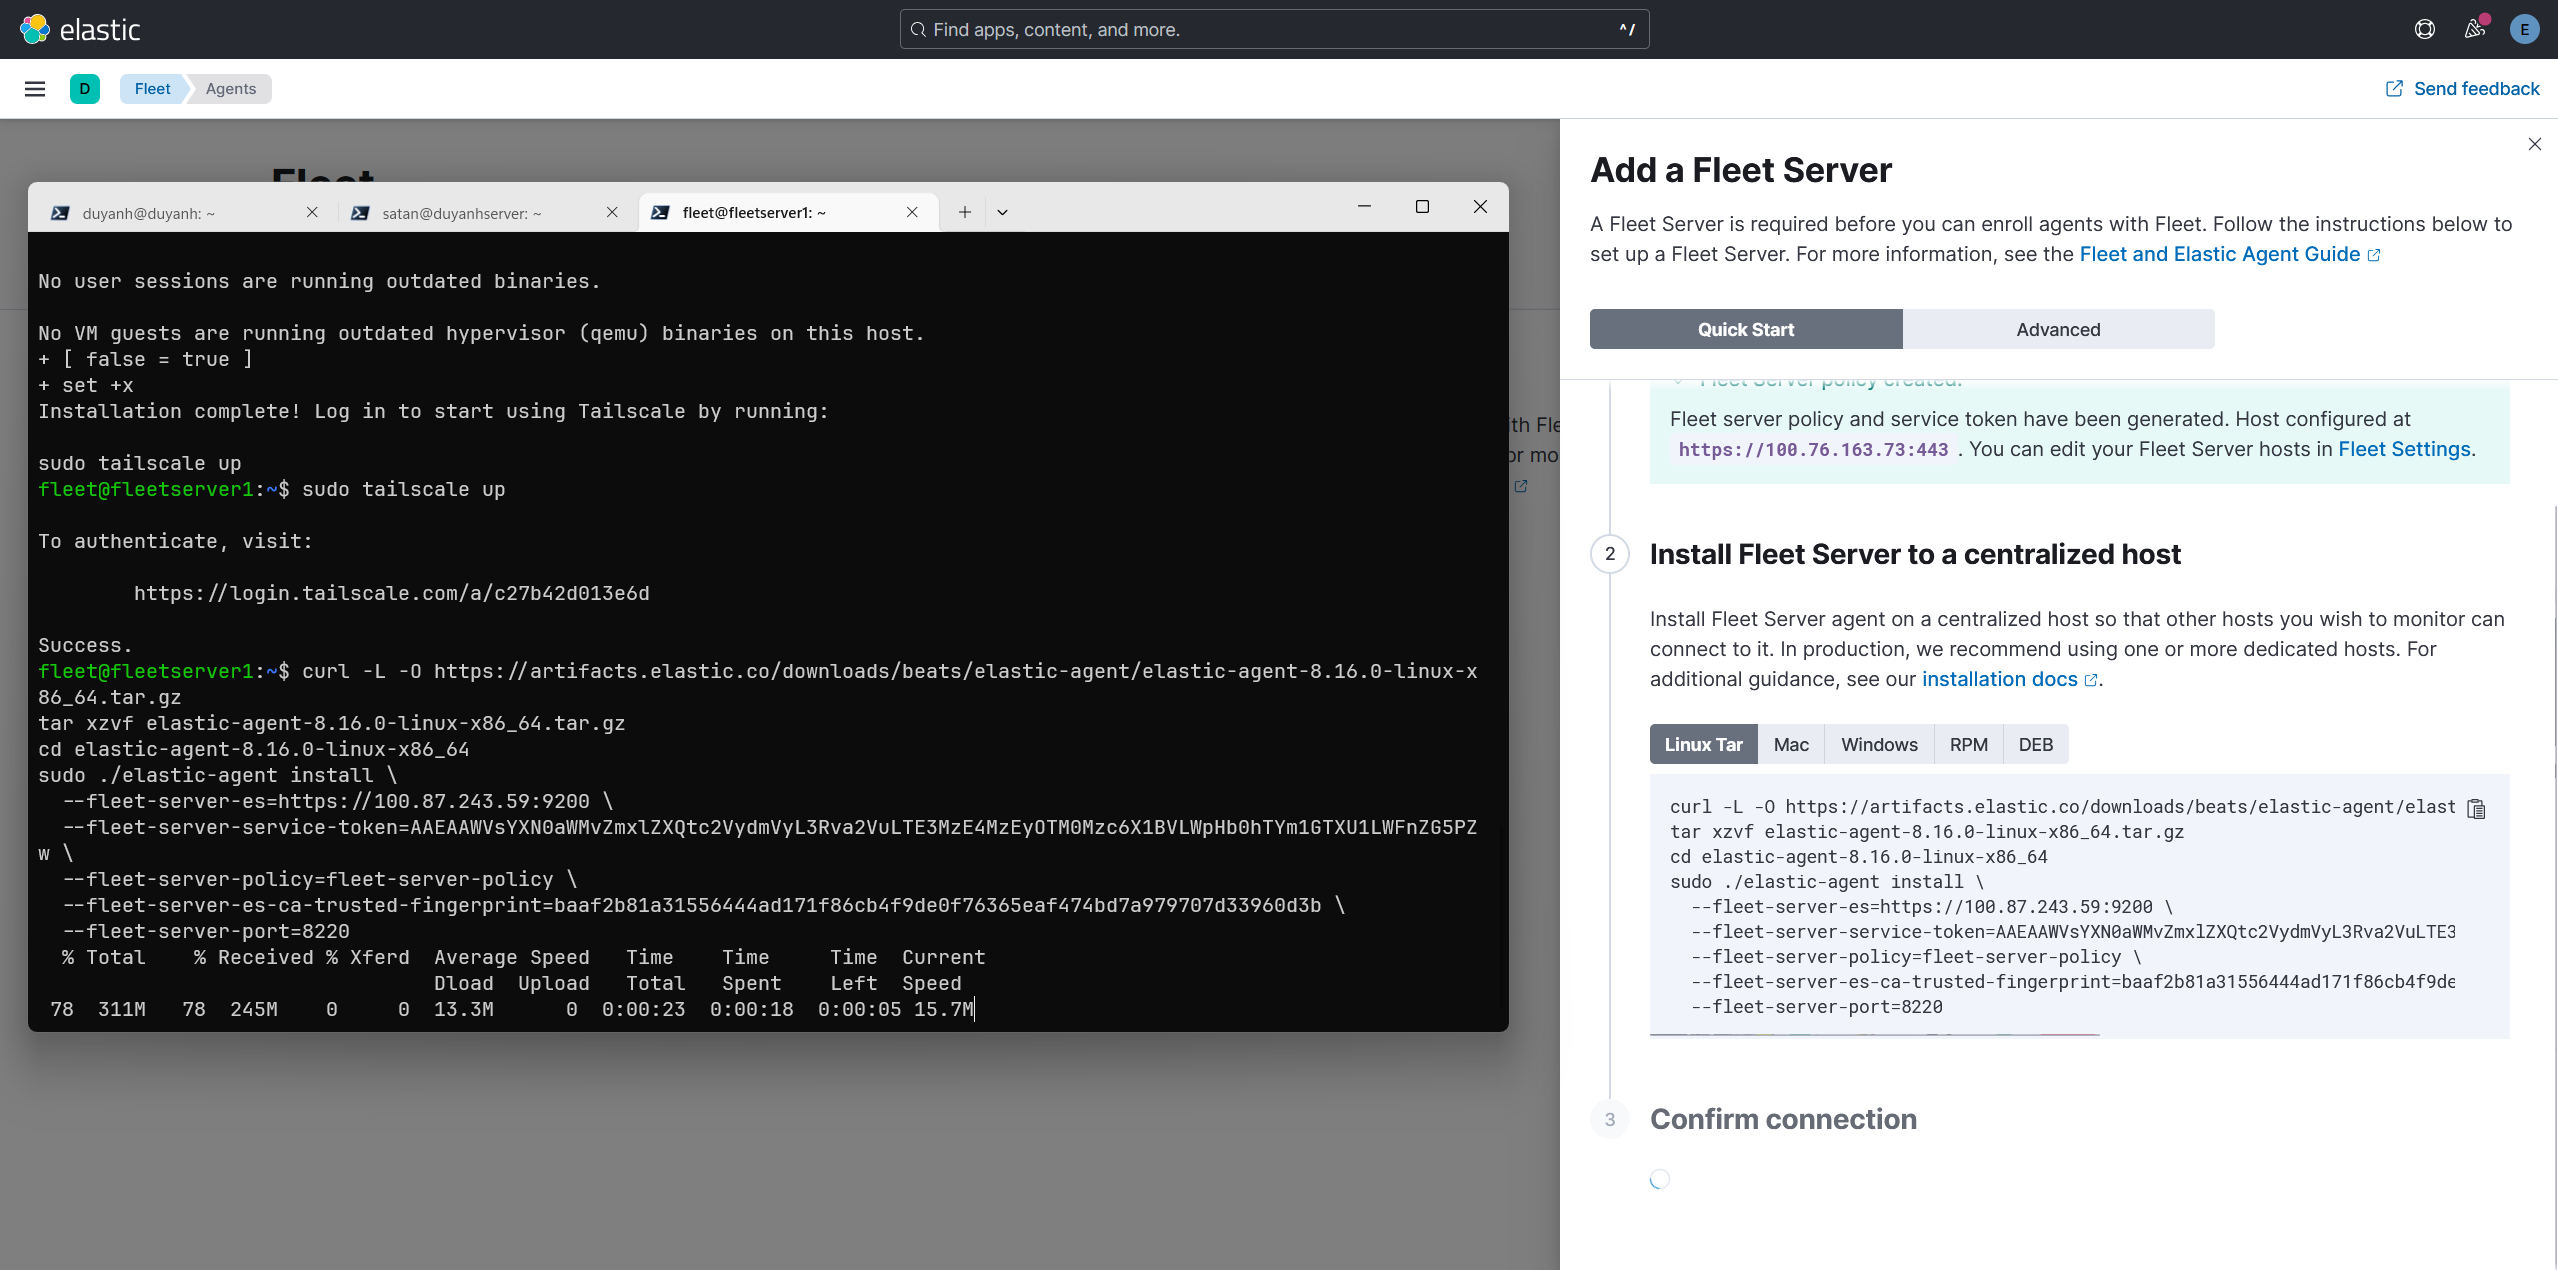 elastic
Find apps, content, and more.
^/
E
D
Fleet
Agents
Send feedback
Fleet
duyanh@duyanh: ~
satan@duyanhserver: ~
fleet@fleetserver1: ~
No user sessions are running outdated binaries.
No VM guests are running outdated hypervisor (qemu) binaries on this host.
+ [ false = true ]
+ set +x
Installation complete! Log in to start using Tailscale by running:
sudo tailscale up
fleet@fleetserver1:~$ sudo tailscale up
To authenticate, visit:
https://login.tailscale.com/a/c27b42d013e6d
Success.
fleet@fleetserver1:~$ curl -L -O https://artifacts.elastic.co/downloads/beats/elastic-agent/elastic-agent-8.16.0-linux-x
86_64.tar.gz
tar xzvf elastic-agent-8.16.0-linux-x86_64.tar.gz
cd elastic-agent-8.16.0-linux-x86_64
sudo ./elastic-agent install \
--fleet-server-es=https://100.87.243.59:9200 \
--fleet-server-service-token=AAEAAWVsYXN0aWMvZmxlZXQtc2VydmVyL3Rva2VuLTE3MzE4MzEyOTM0Mzc6X1BVLWpHb0hTYm1GTXU1LWFnZG5PZ
w \
--fleet-server-policy=fleet-server-policy \
--fleet-server-es-ca-trusted-fingerprint=baaf2b81a31556444ad171f86cb4f9de0f76365eaf474bd7a979707d33960d3b \
--fleet-server-port=8220
% Total % Received % Xferd Average Speed Time Time Time Current
Dload Upload Total Spent Left Speed
78 311M 78 245M 0 0 13.3M 0 0:00:23 0:00:18 0:00:05 15.7M
ith Fle
or mo
Add a Fleet Server
A Fleet Server is required before you can enroll agents with Fleet. Follow the instructions below to
set up a Fleet Server. For more information, see the Fleet and Elastic Agent Guide
Quick Start
Advanced
Fleet Server policy created.
Fleet server policy and service token have been generated. Host configured at
https://100.76.163.73:443 . You can edit your Fleet Server hosts in Fleet Settings.
2
Install Fleet Server to a centralized host
Install Fleet Server agent on a centralized host so that other hosts you wish to monitor can
connect to it. In production, we recommend using one or more dedicated hosts. For
additional guidance, see our installation docs .
Linux Tar
Mac
Windows
RPM
DEB
curl -L -O https://artifacts.elastic.co/downloads/beats/elastic-agent/elast
tar xzvf elastic-agent-8.16.0-linux-x86_64.tar.gz
cd elastic-agent-8.16.0-linux-x86_64
sudo ./elastic-agent install \
--fleet-server-es=https://100.87.243.59:9200 \
--fleet-server-service-token=AAEAAWVsYXN0aWMvZmxlZXQtc2VydmVyL3Rva2VuLTE3
--fleet-server-policy=fleet-server-policy \
--fleet-server-es-ca-trusted-fingerprint=baaf2b81a31556444ad171f86cb4f9de
--fleet-server-port=8220
3
Confirm connection